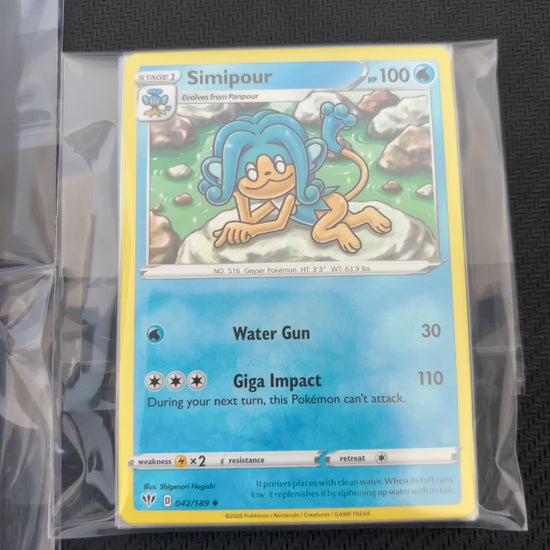 STAGE 1
Simipour
HP 100
Evolves from Panpour
NO. 516 Geyser Pokémon HT: 3'3" WT: 63.9 lbs.
Water Gun 30
Giga Impact 110
During your next turn, this Pokémon can't attack.
weakness ×2 resistance retreat
Illus. Shigenori Negishi
It prefers places with clean water. When its tuft runs
low, it replenishes it by siphoning up water with its tail.
D 042/189
©2020 Pokémon / Nintendo / Creatures / GAME FREAK